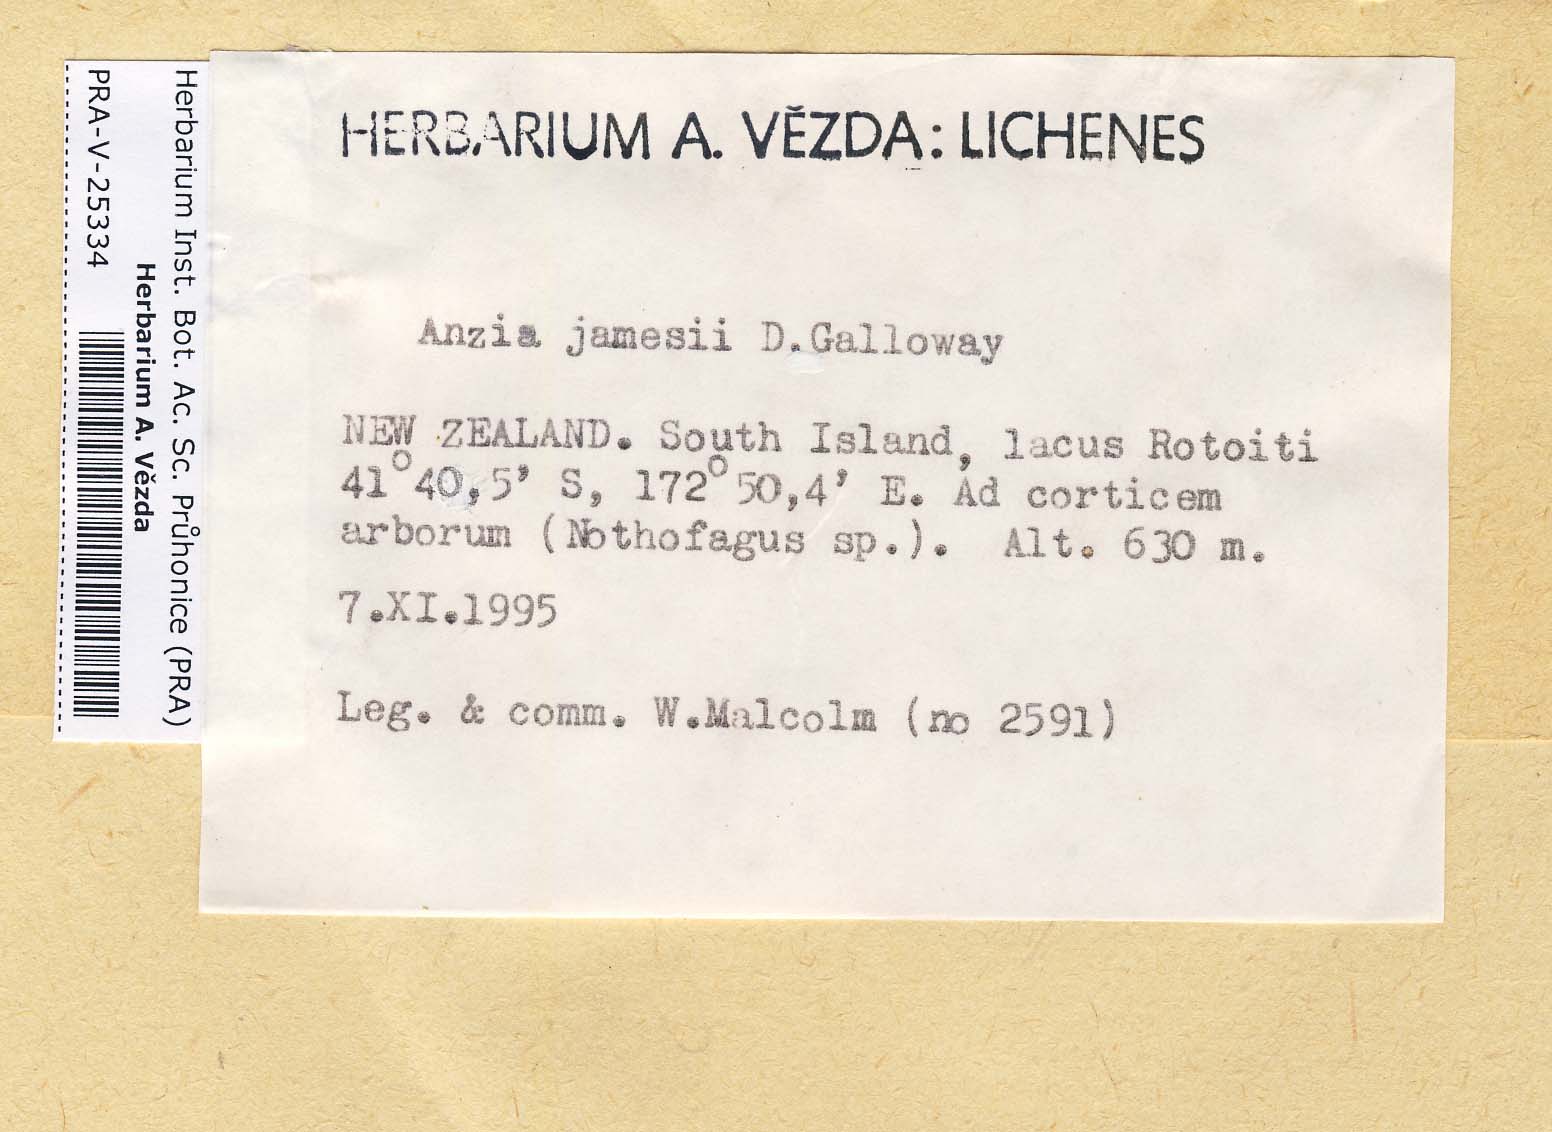 Herbarium Inst. Bot. Ac. Sc. Průhonice (PRA)
Herbarium A. Vězda
PRA-V-25334
HERBARIUM A. VĚZDA: LICHENES
Anzia jamesii D.Galloway
NEW ZEALAND. South Island, lacus Rotoiti
41°40,5' S, 172°50,4' E. Ad corticem
arborum (Nothofagus sp.). Alt. 630 m.
7.XI.1995
Leg. & comm. W.Malcolm (no 2591)